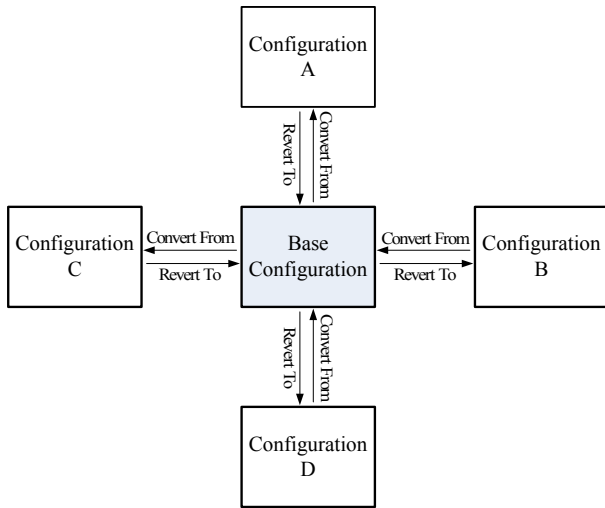 Configuration
A
Revert To
Convert From
Configuration
C
Convert From
Revert To
Base
Configuration
Convert From
Revert To
Configuration
B
Revert To
Convert From
Configuration
D